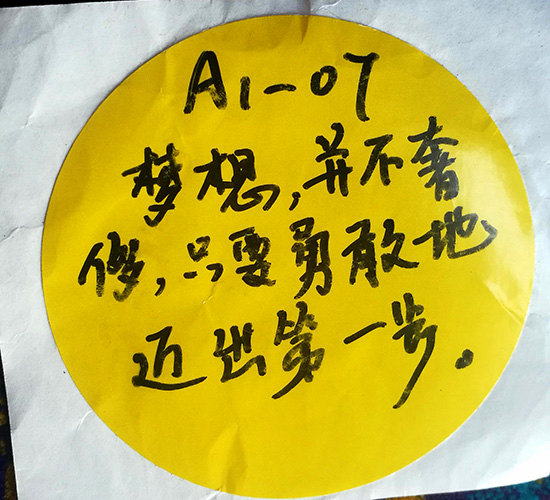 A1-07
梦想,并不奢
侈,只要勇敢地
迈出第一步。